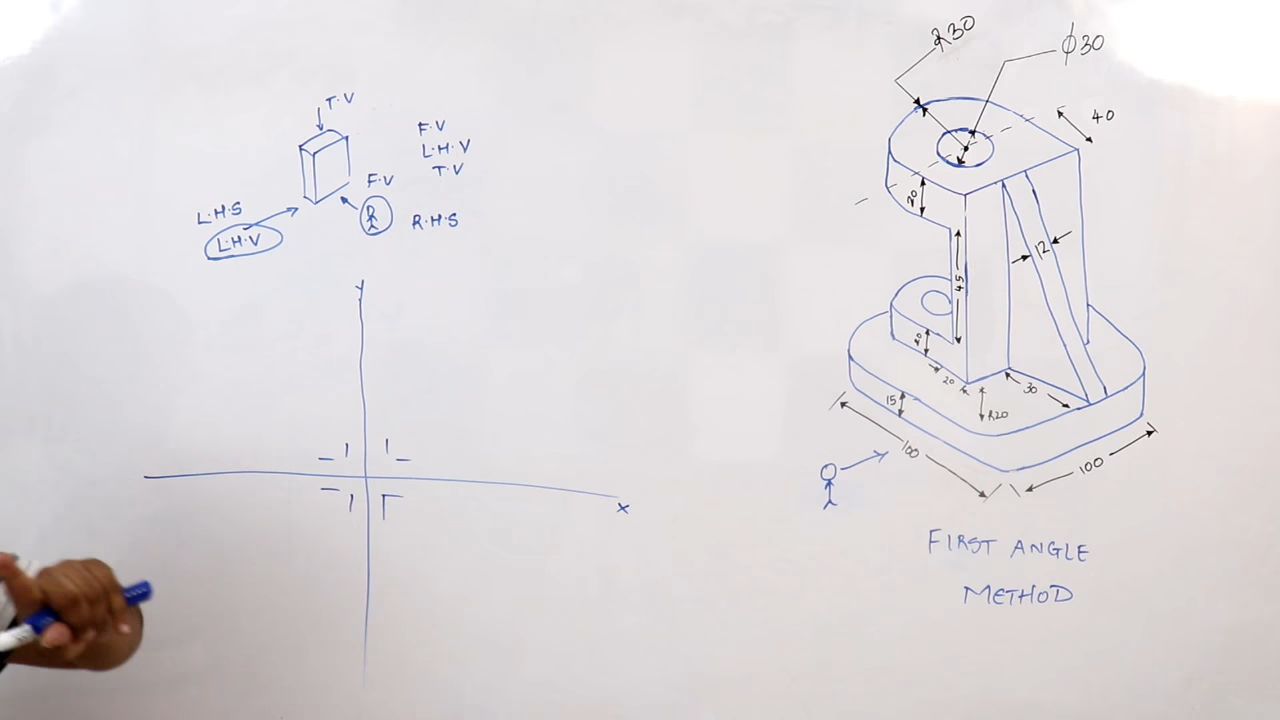 T.V
F.V
L.H.V
T.V
F.V
L.H.S
L.H.V
R.H.S
Y
X
R30
ϕ30
40
20
12
45
20
20
30
15
R20
100
100
FIRST ANGLE
METHOD